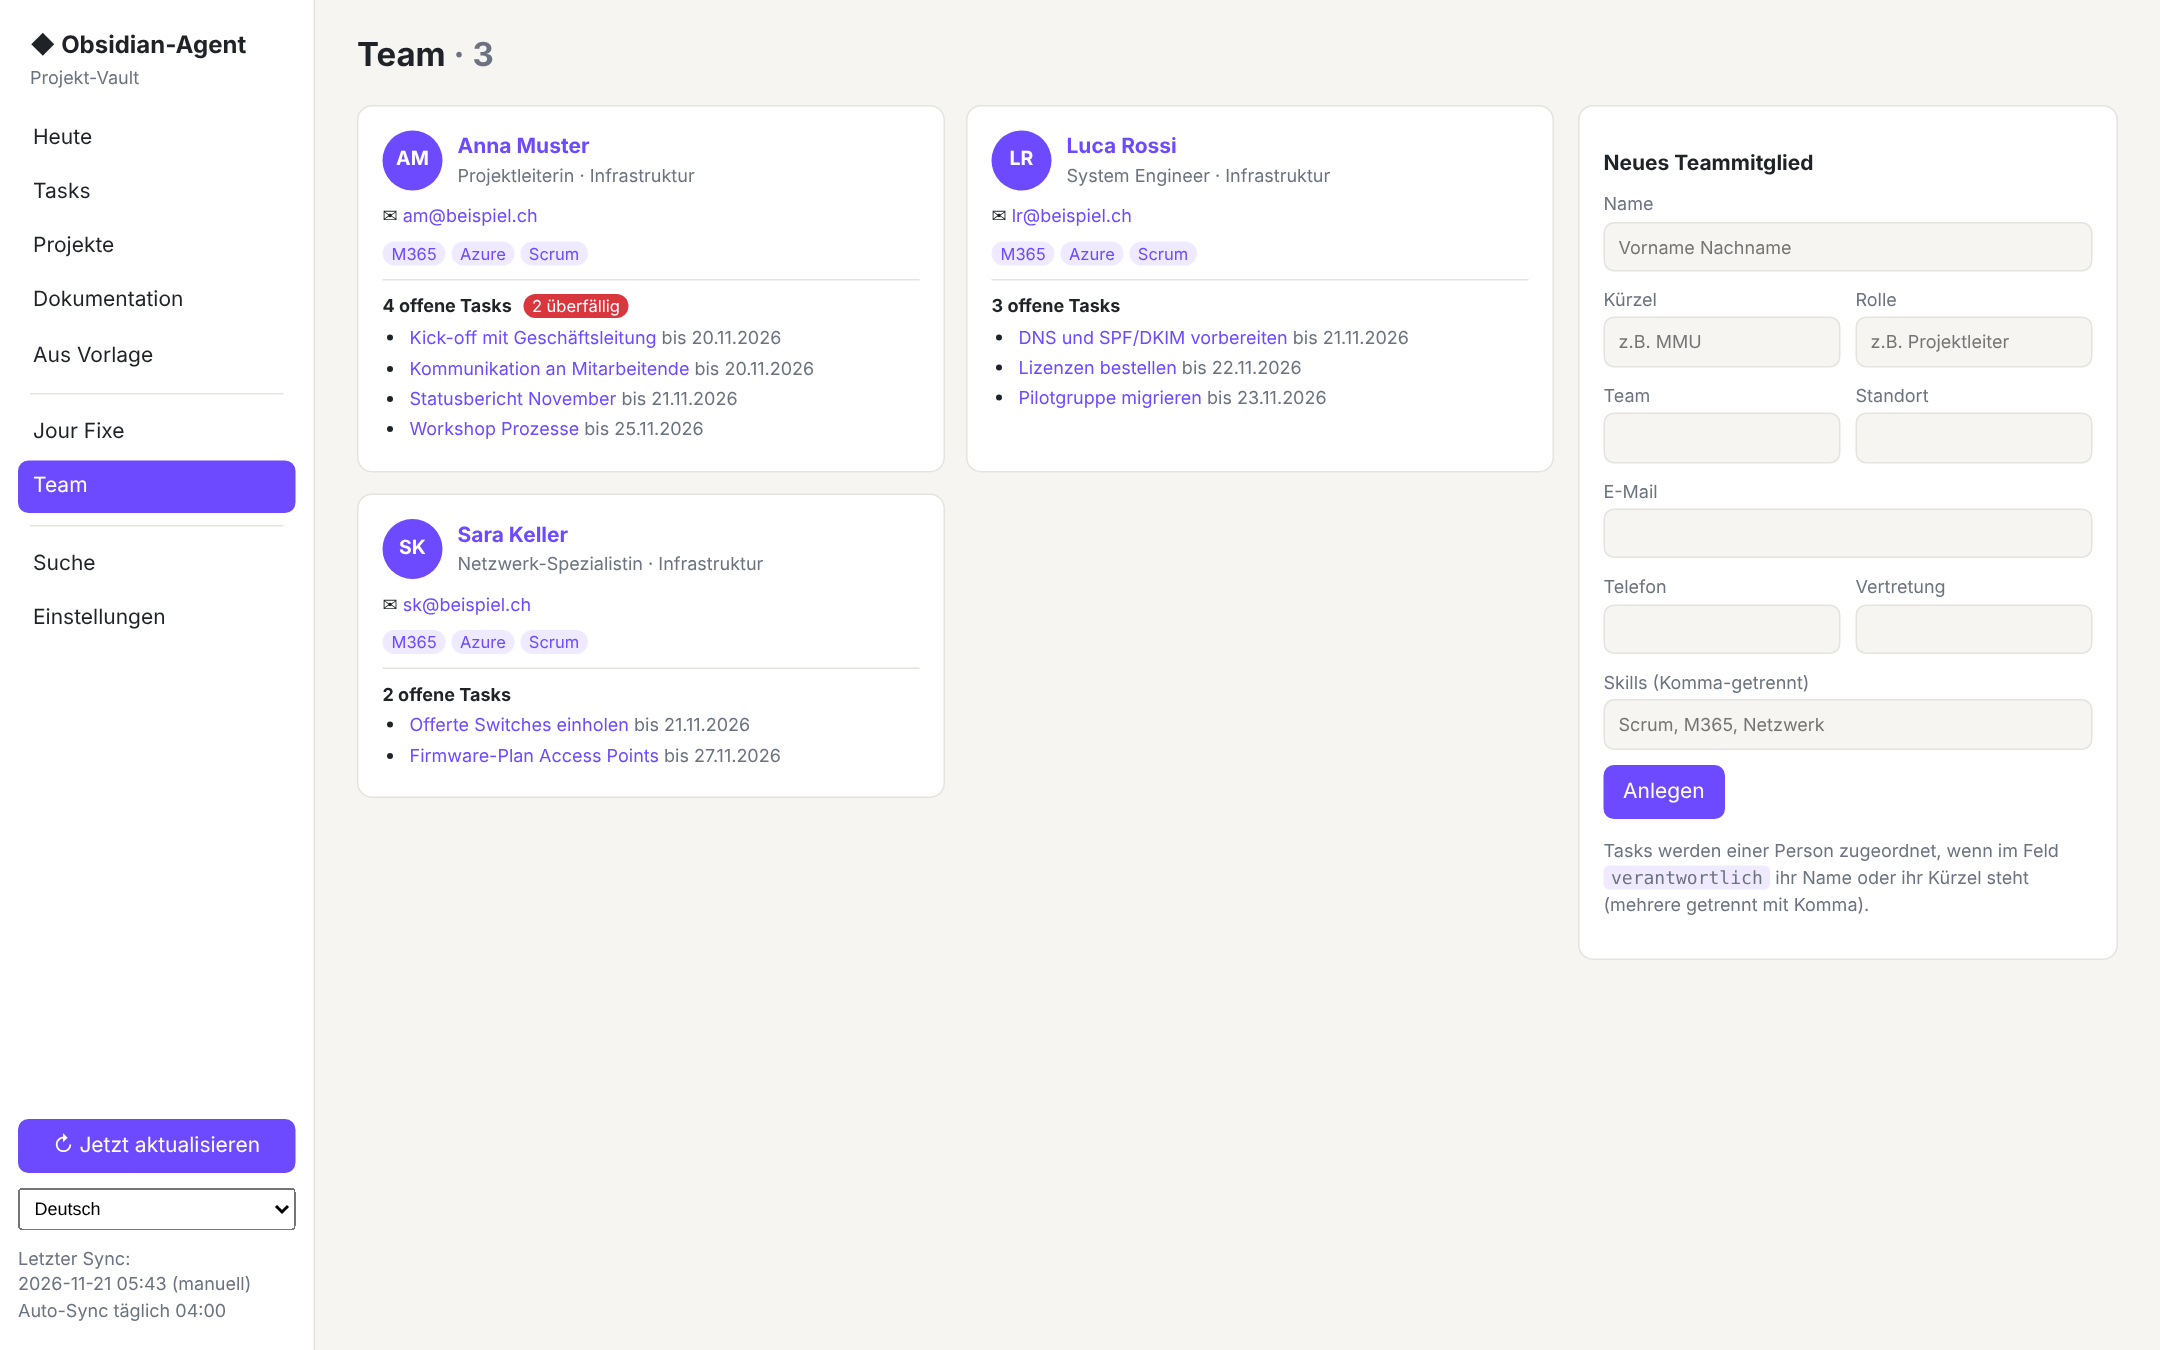 ◆ Obsidian-Agent
Projekt-Vault
Heute
Tasks
Projekte
Dokumentation
Aus Vorlage
Jour Fixe
Team
Suche
Einstellungen
↻ Jetzt aktualisieren
Deutsch
Letzter Sync:
2026-11-21 05:43 (manuell)
Auto-Sync täglich 04:00
Team · 3
AM
Anna Muster
Projektleiterin · Infrastruktur
✉ am@beispiel.ch
M365 Azure Scrum
4 offene Tasks 2 überfällig
• Kick-off mit Geschäftsleitung bis 20.11.2026
• Kommunikation an Mitarbeitende bis 20.11.2026
• Statusbericht November bis 21.11.2026
• Workshop Prozesse bis 25.11.2026
LR
Luca Rossi
System Engineer · Infrastruktur
✉ lr@beispiel.ch
M365 Azure Scrum
3 offene Tasks
• DNS und SPF/DKIM vorbereiten bis 21.11.2026
• Lizenzen bestellen bis 22.11.2026
• Pilotgruppe migrieren bis 23.11.2026
SK
Sara Keller
Netzwerk-Spezialistin · Infrastruktur
✉ sk@beispiel.ch
M365 Azure Scrum
2 offene Tasks
• Offerte Switches einholen bis 21.11.2026
• Firmware-Plan Access Points bis 27.11.2026
Neues Teammitglied
Name
Vorname Nachname
Kürzel Rolle
z.B. MMU z.B. Projektleiter
Team Standort
E-Mail
Telefon Vertretung
Skills (Komma-getrennt)
Scrum, M365, Netzwerk
Anlegen
Tasks werden einer Person zugeordnet, wenn im Feld
verantwortlich ihr Name oder ihr Kürzel steht
(mehrere getrennt mit Komma).